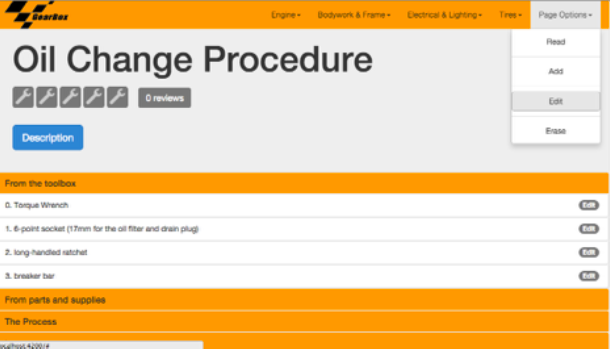 GearBox
Engine
Bodywork & Frame
Electrical & Lighting
Tires
Page Options
Read
Add
Edit
Erase
Oil Change Procedure
0 reviews
Description
From the toolbox
0. Torque Wrench
Edit
1. 6-point socket (17mm for the oil filter and drain plug)
Edit
2. long-handled ratchet
Edit
3. breaker bar
Edit
From parts and supplies
The Process